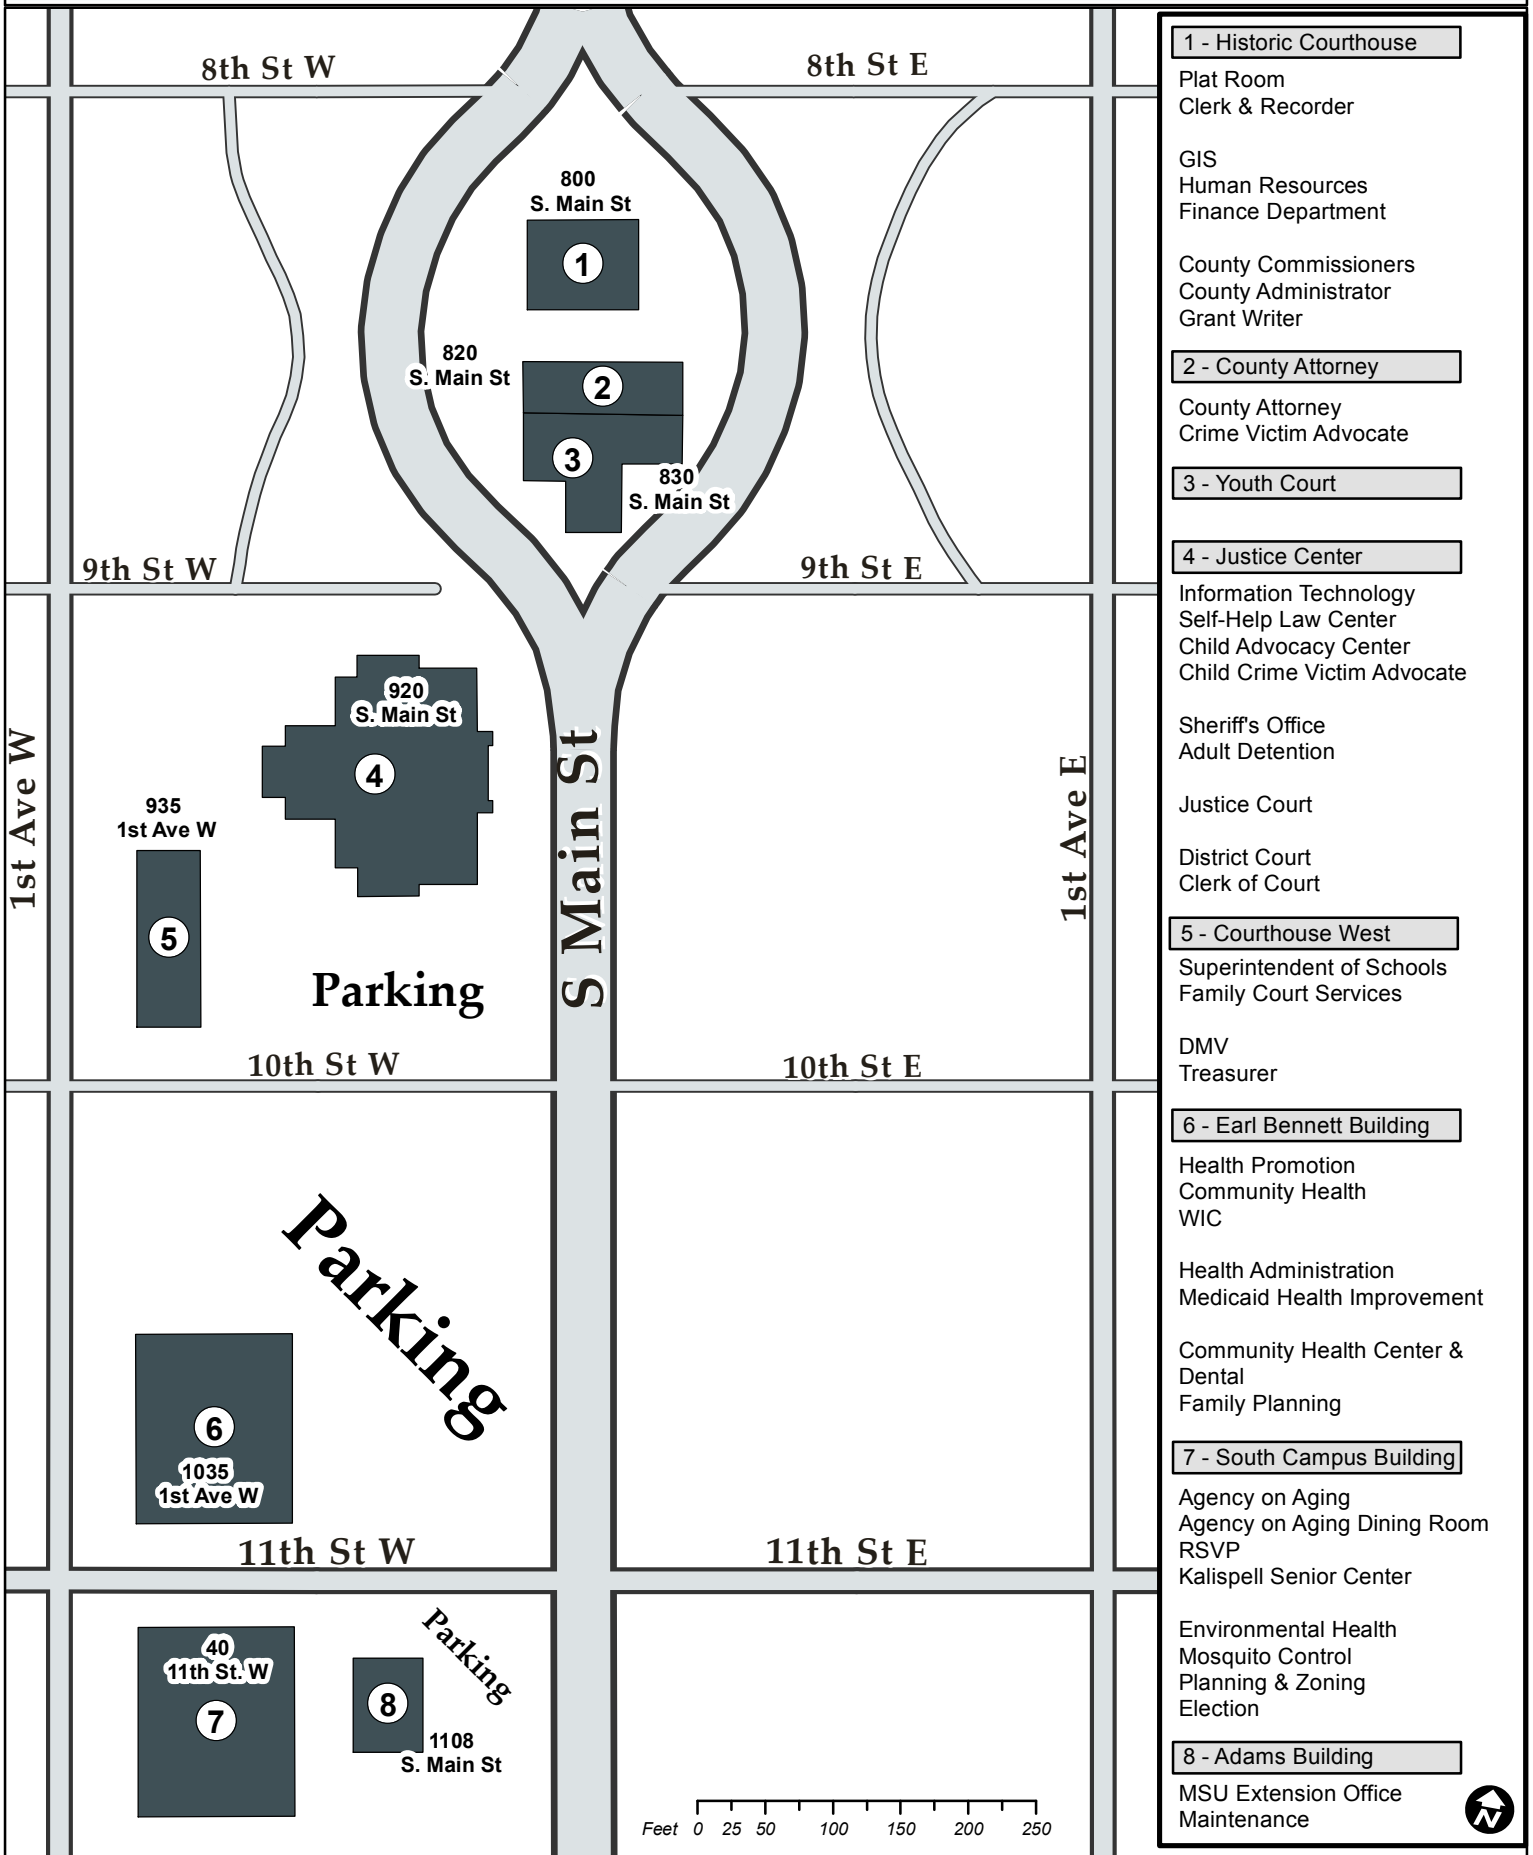 8th St W
8th St E
800
S. Main St
1
820
S. Main St
2
3
830
S. Main St
9th St W
9th St E
920
S. Main St
4
1st Ave W
S Main St
1st Ave E
935
1st Ave W
5
Parking
10th St W
10th St E
Parking
6
1035
1st Ave W
11th St W
11th St E
40
11th St. W
7
Parking
8
1108
S. Main St
Feet 0 25 50 100 150 200 250
1 - Historic Courthouse
Plat Room
Clerk & Recorder
GIS
Human Resources
Finance Department
County Commissioners
County Administrator
Grant Writer
2 - County Attorney
County Attorney
Crime Victim Advocate
3 - Youth Court
4 - Justice Center
Information Technology
Self-Help Law Center
Child Advocacy Center
Child Crime Victim Advocate
Sheriff's Office
Adult Detention
Justice Court
District Court
Clerk of Court
5 - Courthouse West
Superintendent of Schools
Family Court Services
DMV
Treasurer
6 - Earl Bennett Building
Health Promotion
Community Health
WIC
Health Administration
Medicaid Health Improvement
Community Health Center &
Dental
Family Planning
7 - South Campus Building
Agency on Aging
Agency on Aging Dining Room
RSVP
Kalispell Senior Center
Environmental Health
Mosquito Control
Planning & Zoning
Election
8 - Adams Building
MSU Extension Office
Maintenance
N